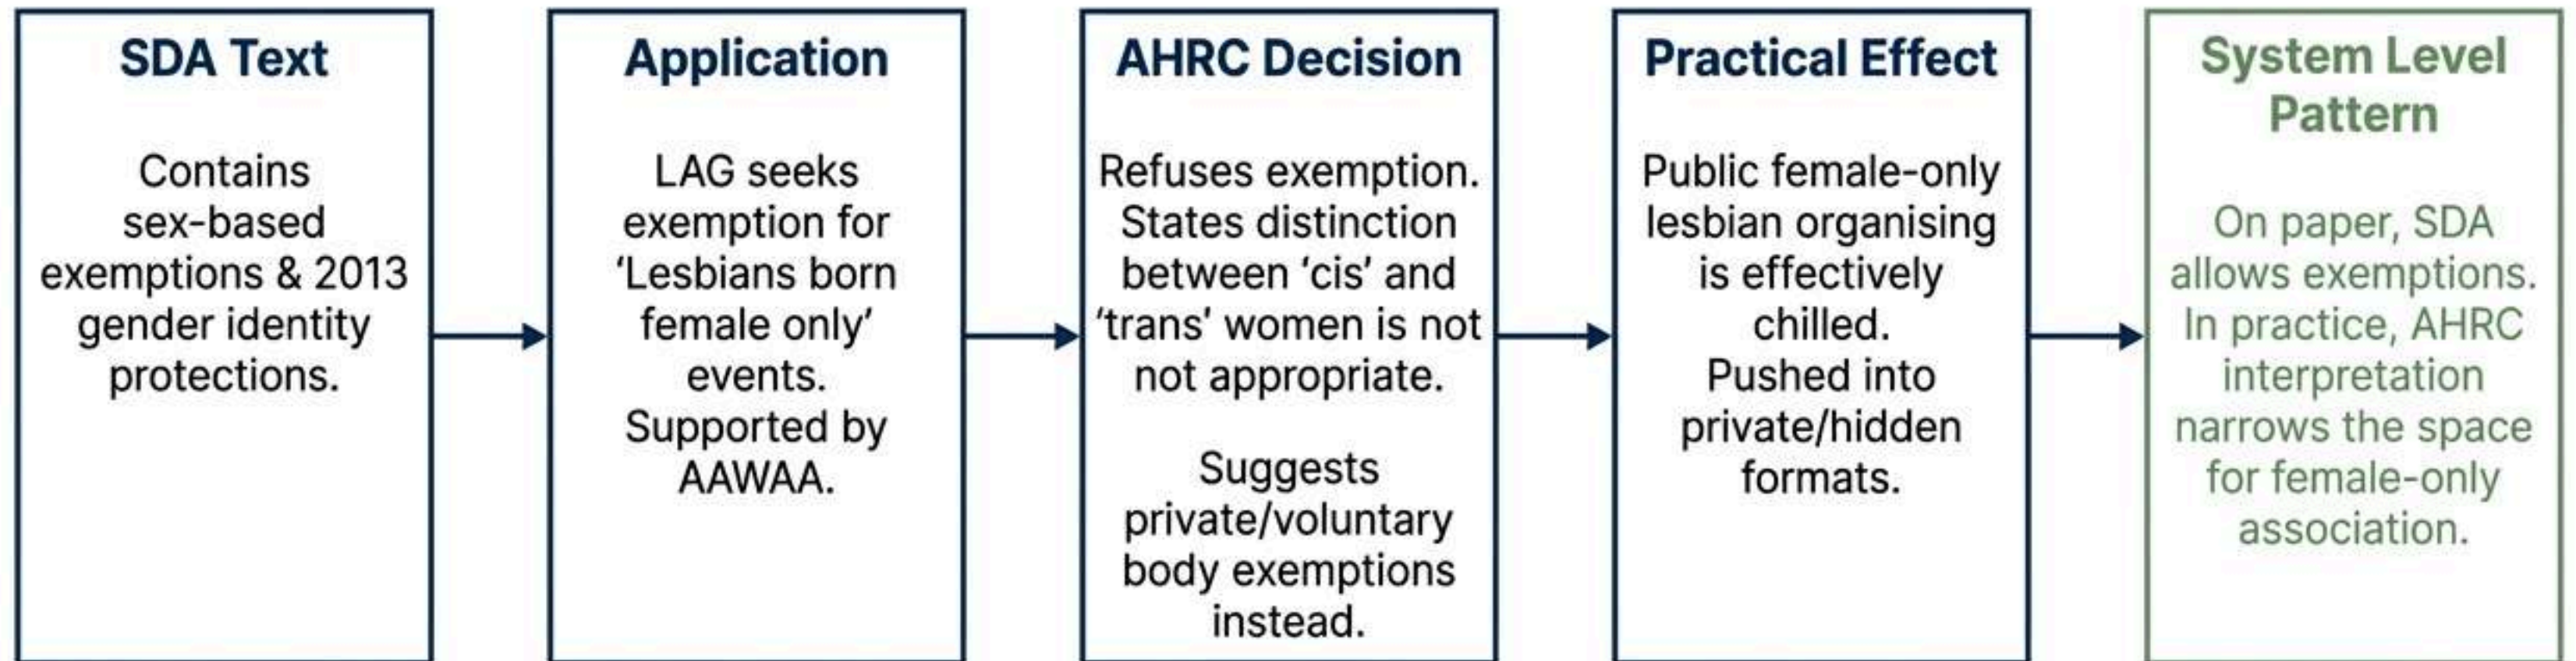 SDA Text
Contains
sex-based
exemptions & 2013
gender identity
protections.
Application
LAG seeks
exemption for
‘Lesbians born
female only’
events.
Supported by
AAWAA.
AHRC Decision
Refuses exemption.
States distinction
between ‘cis’ and
‘trans’ women is not
not appropriate.
Suggests
private/voluntary
body exemptions
instead.
Practical Effect
Public female-only
lesbian organising
is effectively
chilled.
Pushed into
private/hidden
formats.
System Level
Pattern
On paper, SDA
allows exemptions.
In practice, AHRC
interpretation
narrows the space
for female-only
association.